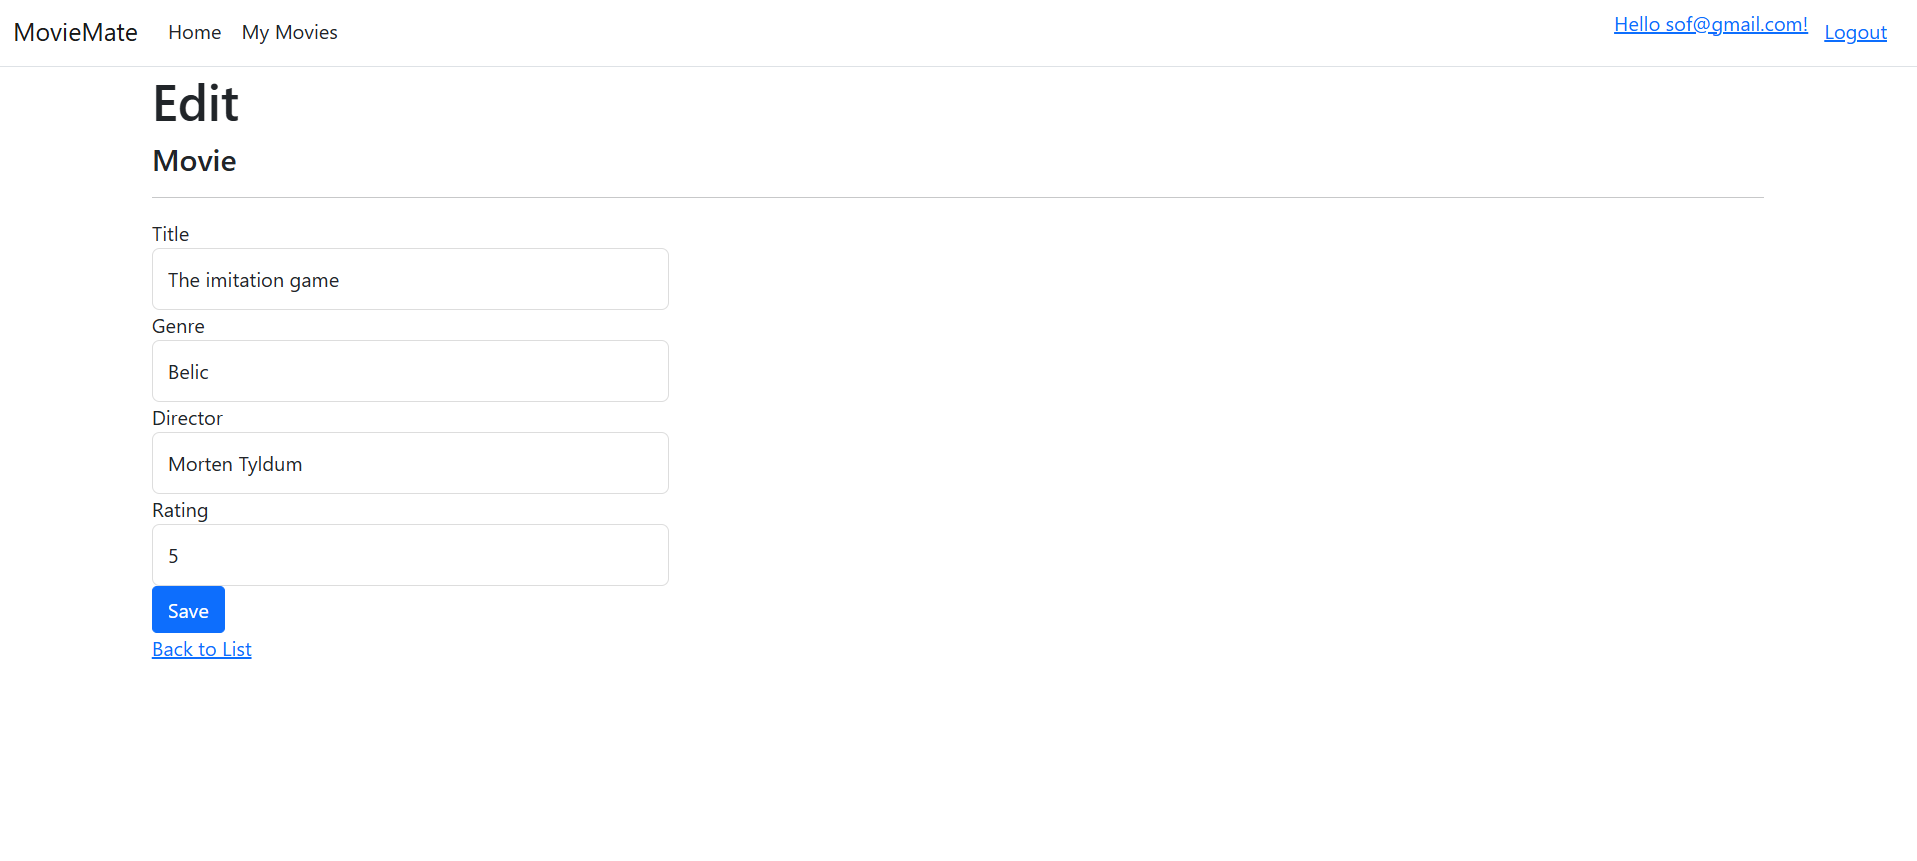 MovieMate Home My Movies Hello sof@gmail.com! Logout
Edit
Movie
Title
The imitation game
Genre
Belic
Director
Morten Tyldum
Rating
5
Save
Back to List